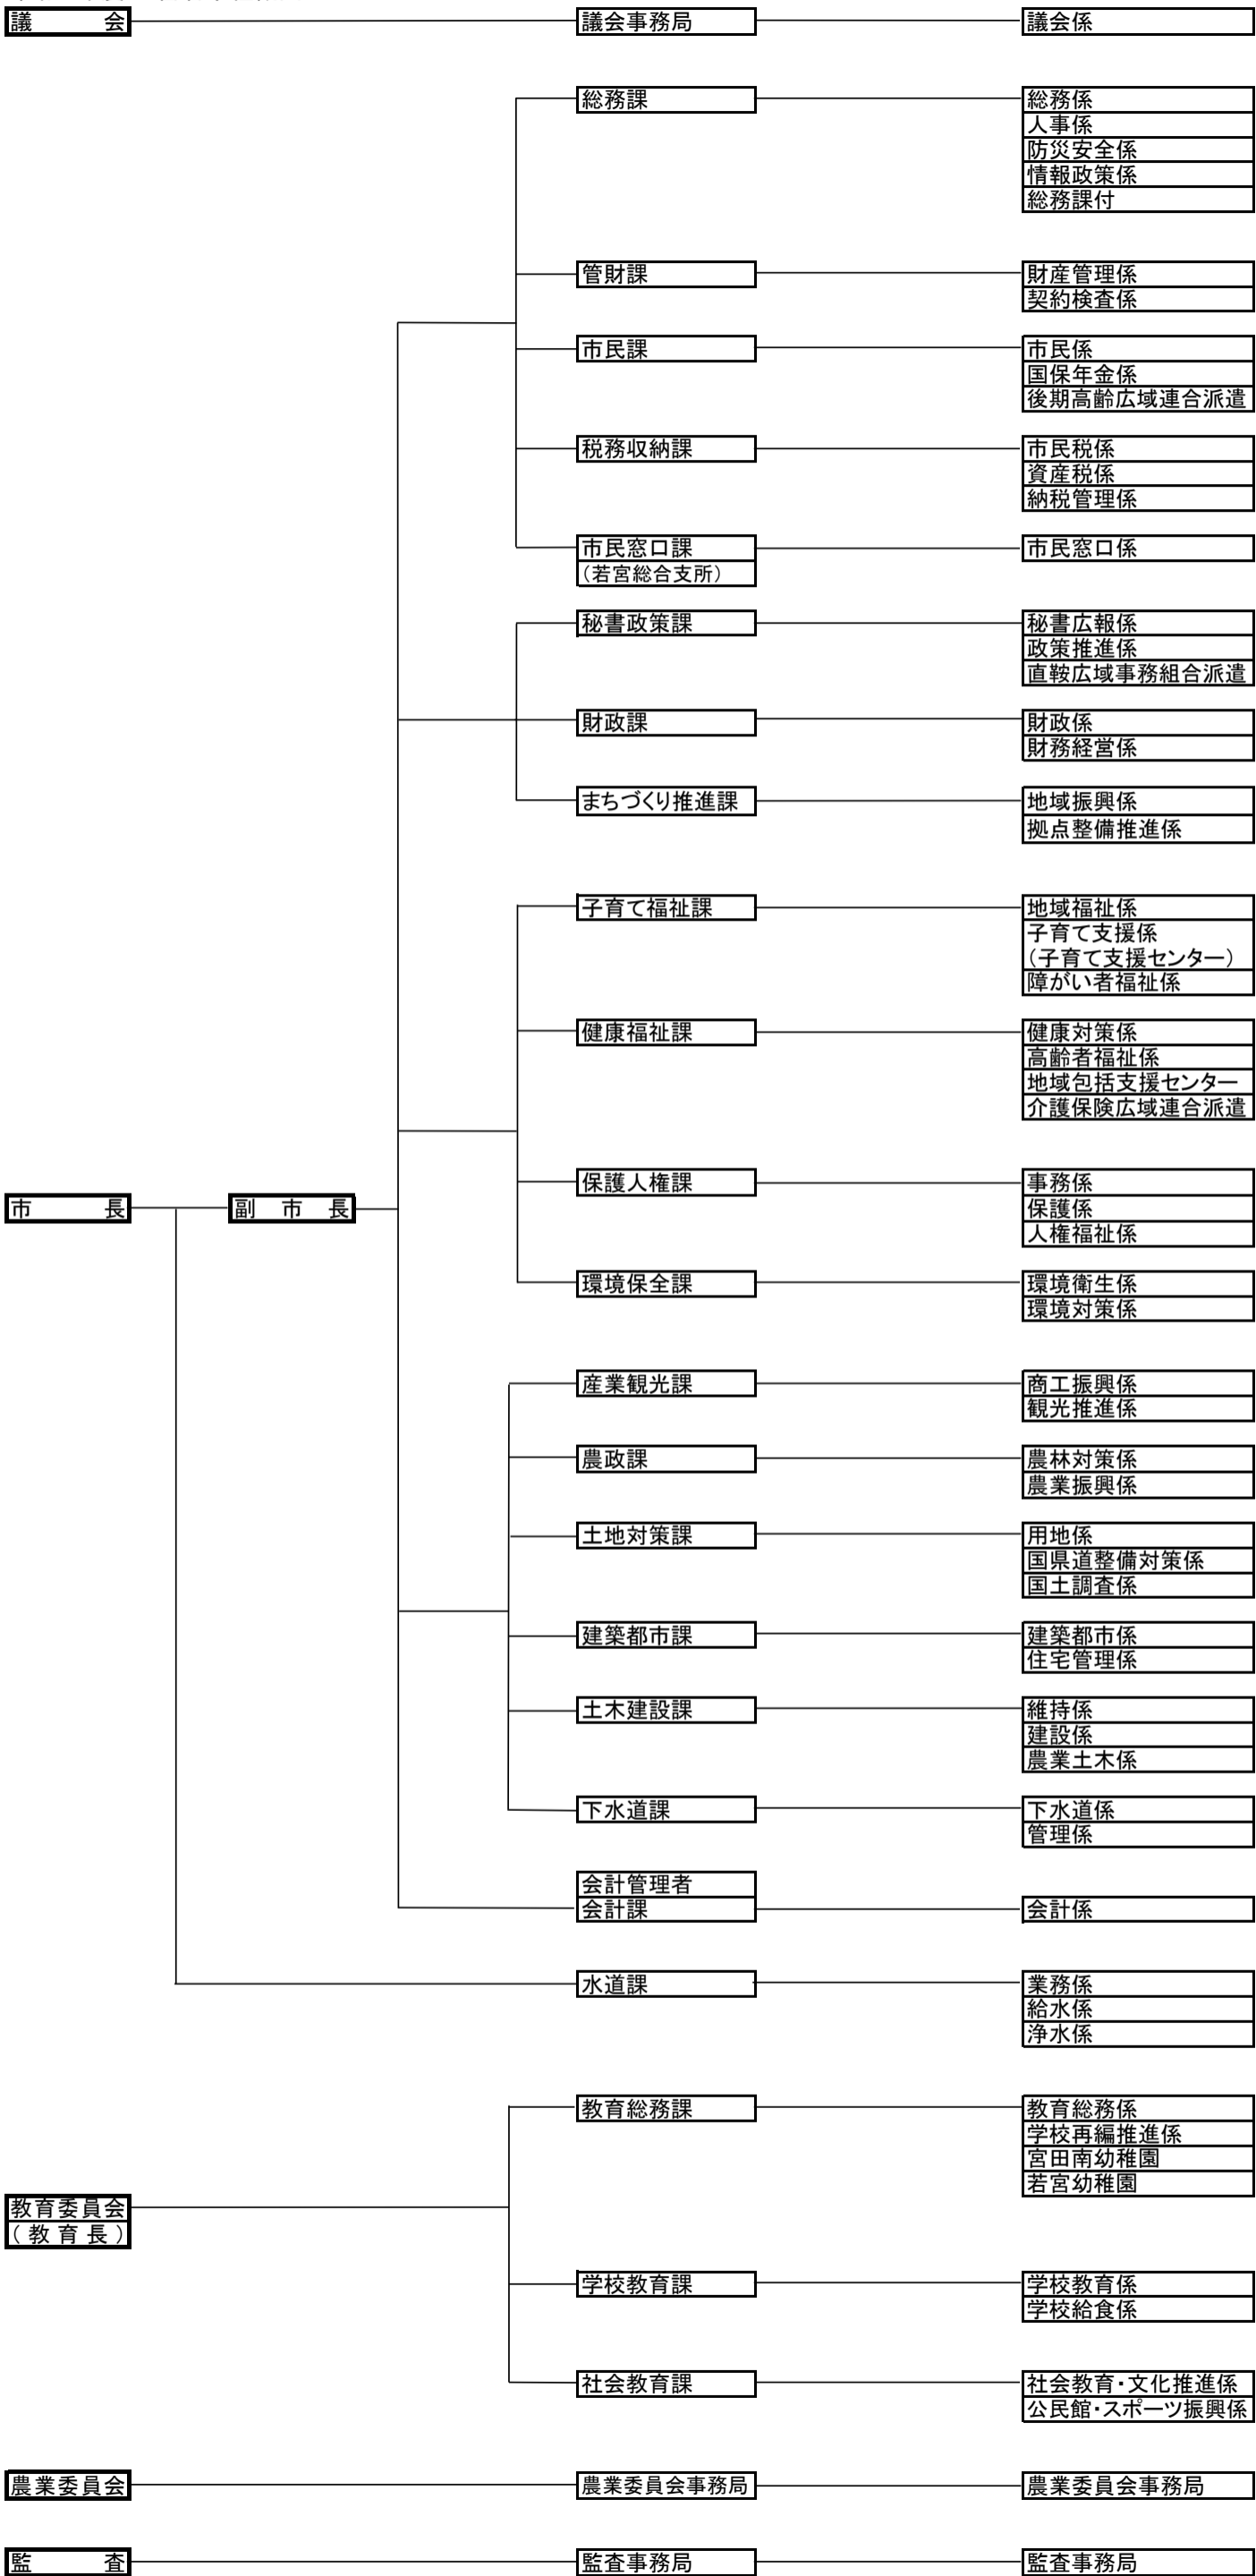 議会 議会事務局 議会係
総務課 総務係
人事係
防災安全係
情報政策係
総務課付
管財課 財産管理係
契約検査係
市民課 市民係
国保年金係
後期高齢広域連合派遣
税務収納課 市民税係
資産税係
納税管理係
市民窓口課 市民窓口係
（若宮総合支所）
秘書政策課 秘書広報係
政策推進係
直鞍広域事務組合派遣
財政課 財政係
財務経営係
まちづくり推進課 地域振興係
拠点整備推進係
子育て福祉課 地域福祉係
子育て支援係
（子育て支援センター）
障がい者福祉係
健康福祉課 健康対策係
高齢者福祉係
地域包括支援センター
介護保険広域連合派遣
保護人権課 事務係
市長 副市長 保護係
人権福祉係
環境保全課 環境衛生係
環境対策係
産業観光課 商工振興係
観光推進係
農政課 農林対策係
農業振興係
土地対策課 用地係
国県道整備対策係
国土調査係
建築都市課 建築都市係
住宅管理係
土木建設課 維持係
建設係
農業土木係
下水道課 下水道係
管理係
会計管理者
会計課 会計係
水道課 業務係
給水係
浄水係
教育総務課 教育総務係
学校再編推進係
宮田南幼稚園
若宮幼稚園
教育委員会
（教育長）
学校教育課 学校教育係
学校給食係
社会教育課 社会教育・文化推進係
公民館・スポーツ振興係
農業委員会 農業委員会事務局 農業委員会事務局
監査 監査事務局 監査事務局